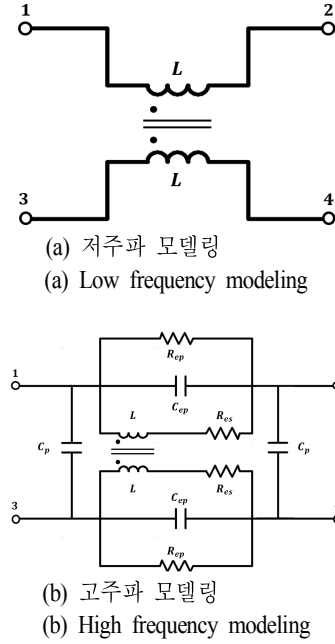 1 2
L
L
3 4
(a) 저주파 모델링
(a) Low frequency modeling
R_ep
1
C_ep
L R_es
C_p C_p
L R_es
C_ep
3
R_ep
(b) 고주파 모델링
(b) High frequency modeling